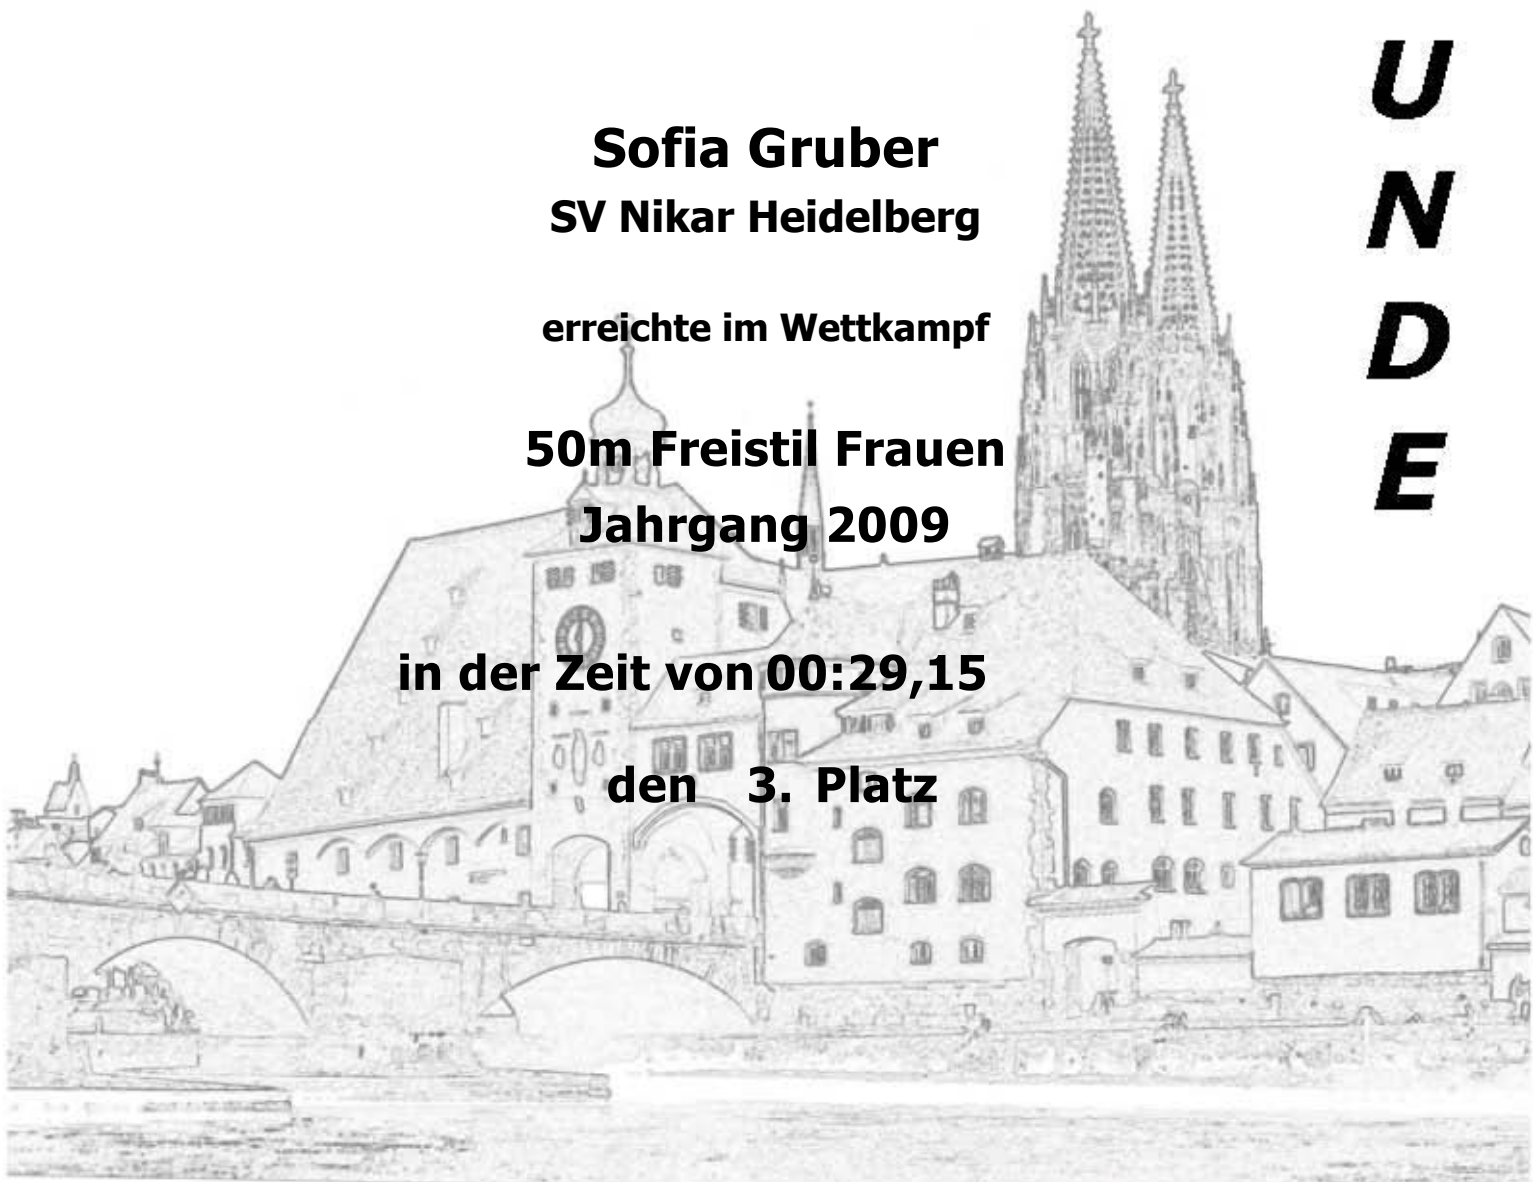 Sofia Gruber
SV Nikar Heidelberg
erreichte im Wettkampf
50m Freistil Frauen
Jahrgang 2009
in der Zeit von 00:29,15
den 3. Platz
U
N
D
E